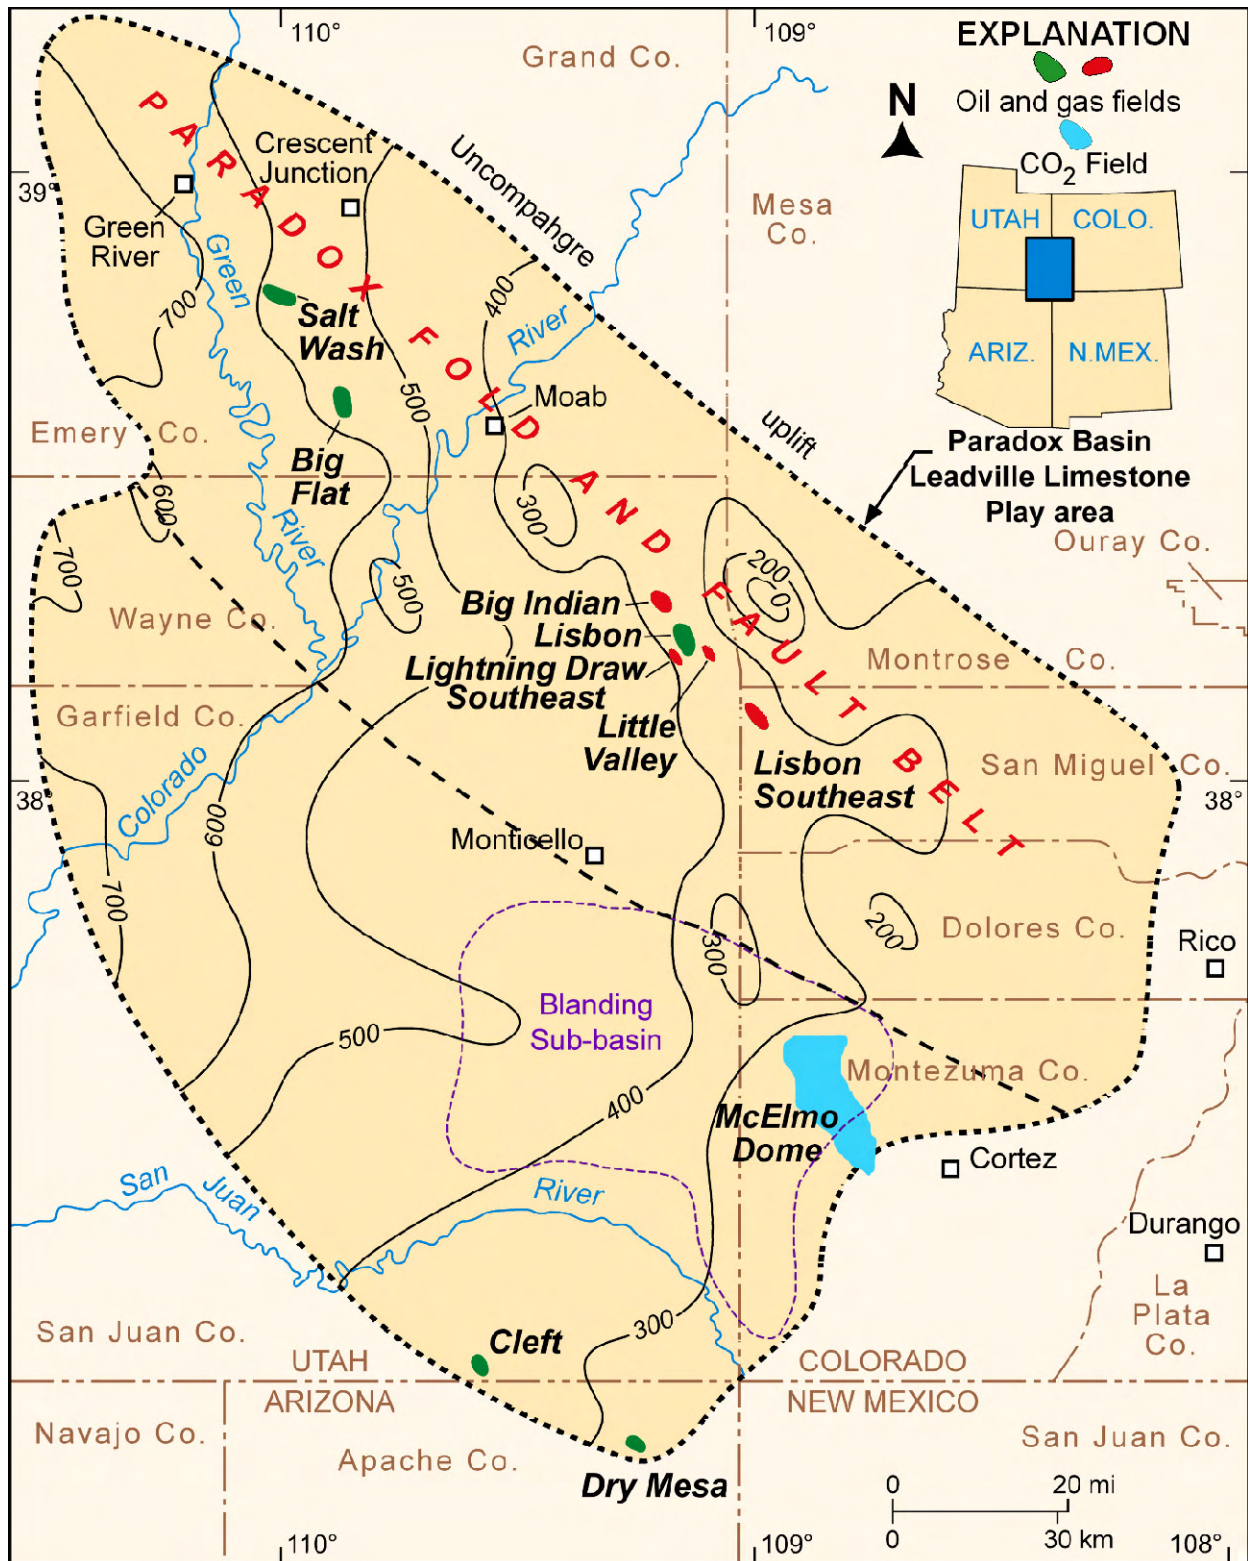 110°
109°
Grand Co.
EXPLANATION
Oil and gas fields
CO2 Field
N
UTAH
COLO.
ARIZ.
N.MEX.
Paradox Basin
Leadville Limestone
Play area
PARADOX FOLD AND FAULT BELT
Crescent
Junction
Uncompahgre
uplift
39°
Green
River
Mesa
Co.
Green
River
700
Salt
Wash
400
River
500
Moab
Emery Co.
Big
Flat
300
600
700
500
200
0
Ouray Co.
Wayne Co.
Big Indian
Lisbon
Lightning Draw
Southeast
Little
Valley
Montrose Co.
Garfield Co.
Lisbon
Southeast
San Miguel Co.
38°
38°
Colorado
600
Monticello
700
300
200
Dolores Co.
Rico
Blanding
Sub-basin
500
400
Montezuma Co.
McElmo
Dome
Cortez
San
Juan
River
Durango
La
Plata
Co.
San Juan Co.
Cleft
300
UTAH
COLORADO
ARIZONA
NEW MEXICO
Navajo Co.
Apache Co.
San Juan Co.
Dry Mesa
0 20 mi
0 30 km
110°
109°
108°